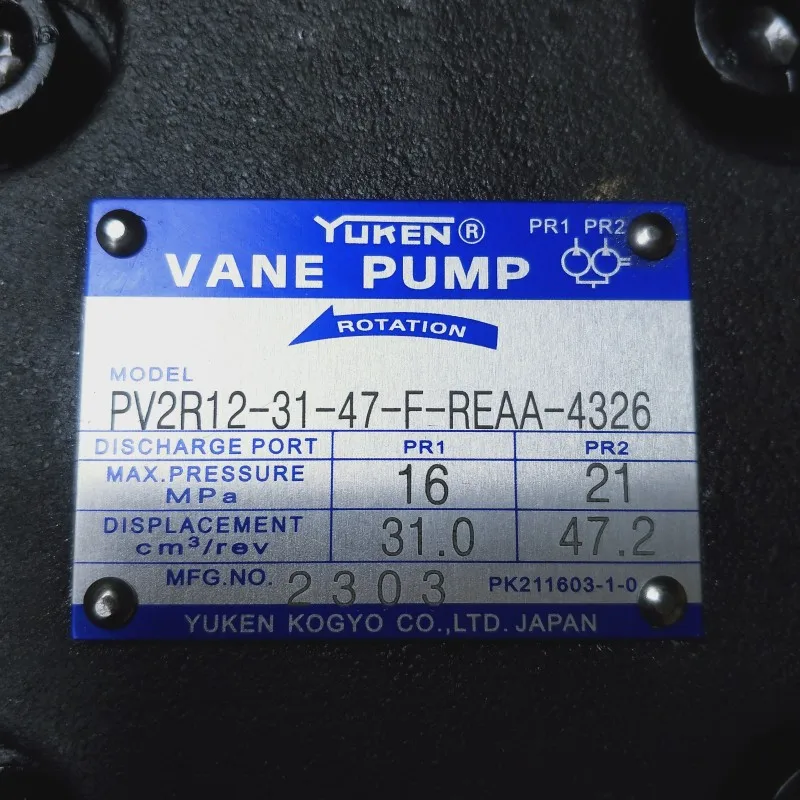 YUKEN®
PR1 PR2
VANE PUMP
ROTATION
MODEL
PV2R12-31-47-F-REAA-4326
DISCHARGE PORT PR1 PR2
MAX.PRESSURE MPa 16 21
DISPLACEMENT cm³/rev 31.0 47.2
MFG.NO. 2303 PK211603-1-0
YUKEN KOGYO CO.,LTD. JAPAN